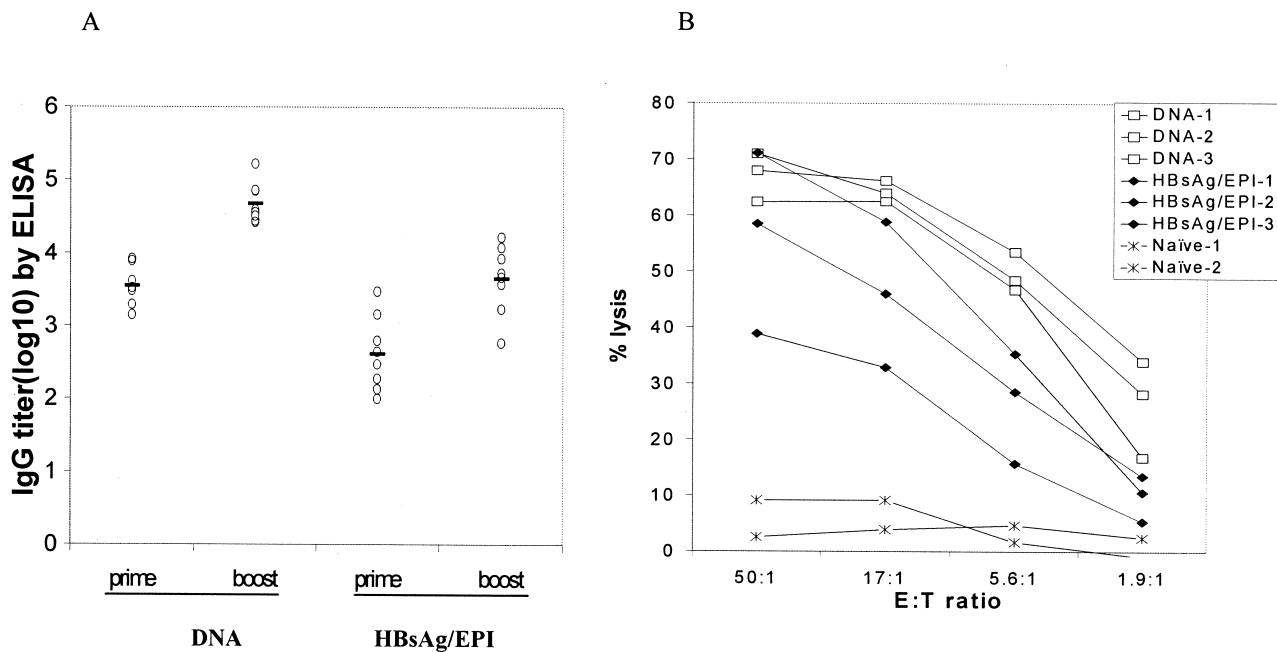 A
B
IgG titer(log10) by ELISA
6
5
4
3
2
1
0
prime
boost
prime
boost
DNA
HBsAg/EPI
% lysis
80
70
60
50
40
30
20
10
0
50:1
17:1
5.6:1
1.9:1
E:T ratio
DNA-1
DNA-2
DNA-3
HBsAg/EPI-1
HBsAg/EPI-2
HBsAg/EPI-3
Naïve-1
Naïve-2